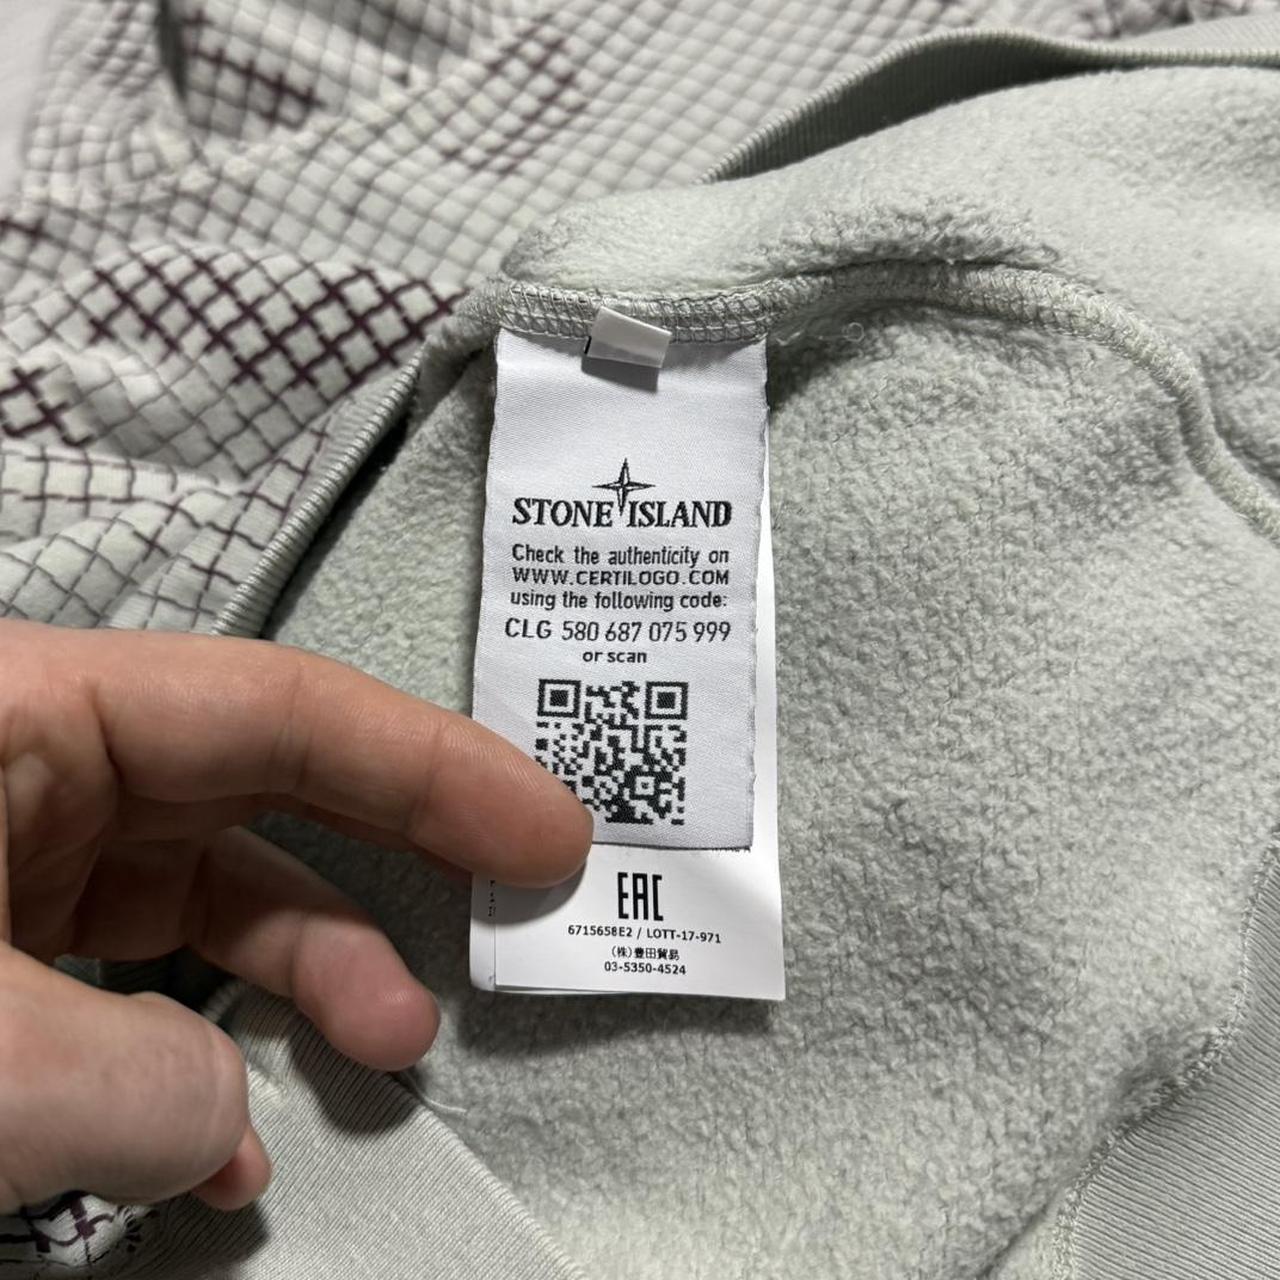 STONE ISLAND
Check the authenticity on
WWW.CERTILOGO.COM
using the following code:
CLG 580 687 075 999
or scan
EAC
6715658E2 / LOTT-17-971
(株)豊田貿易
03-5350-4524